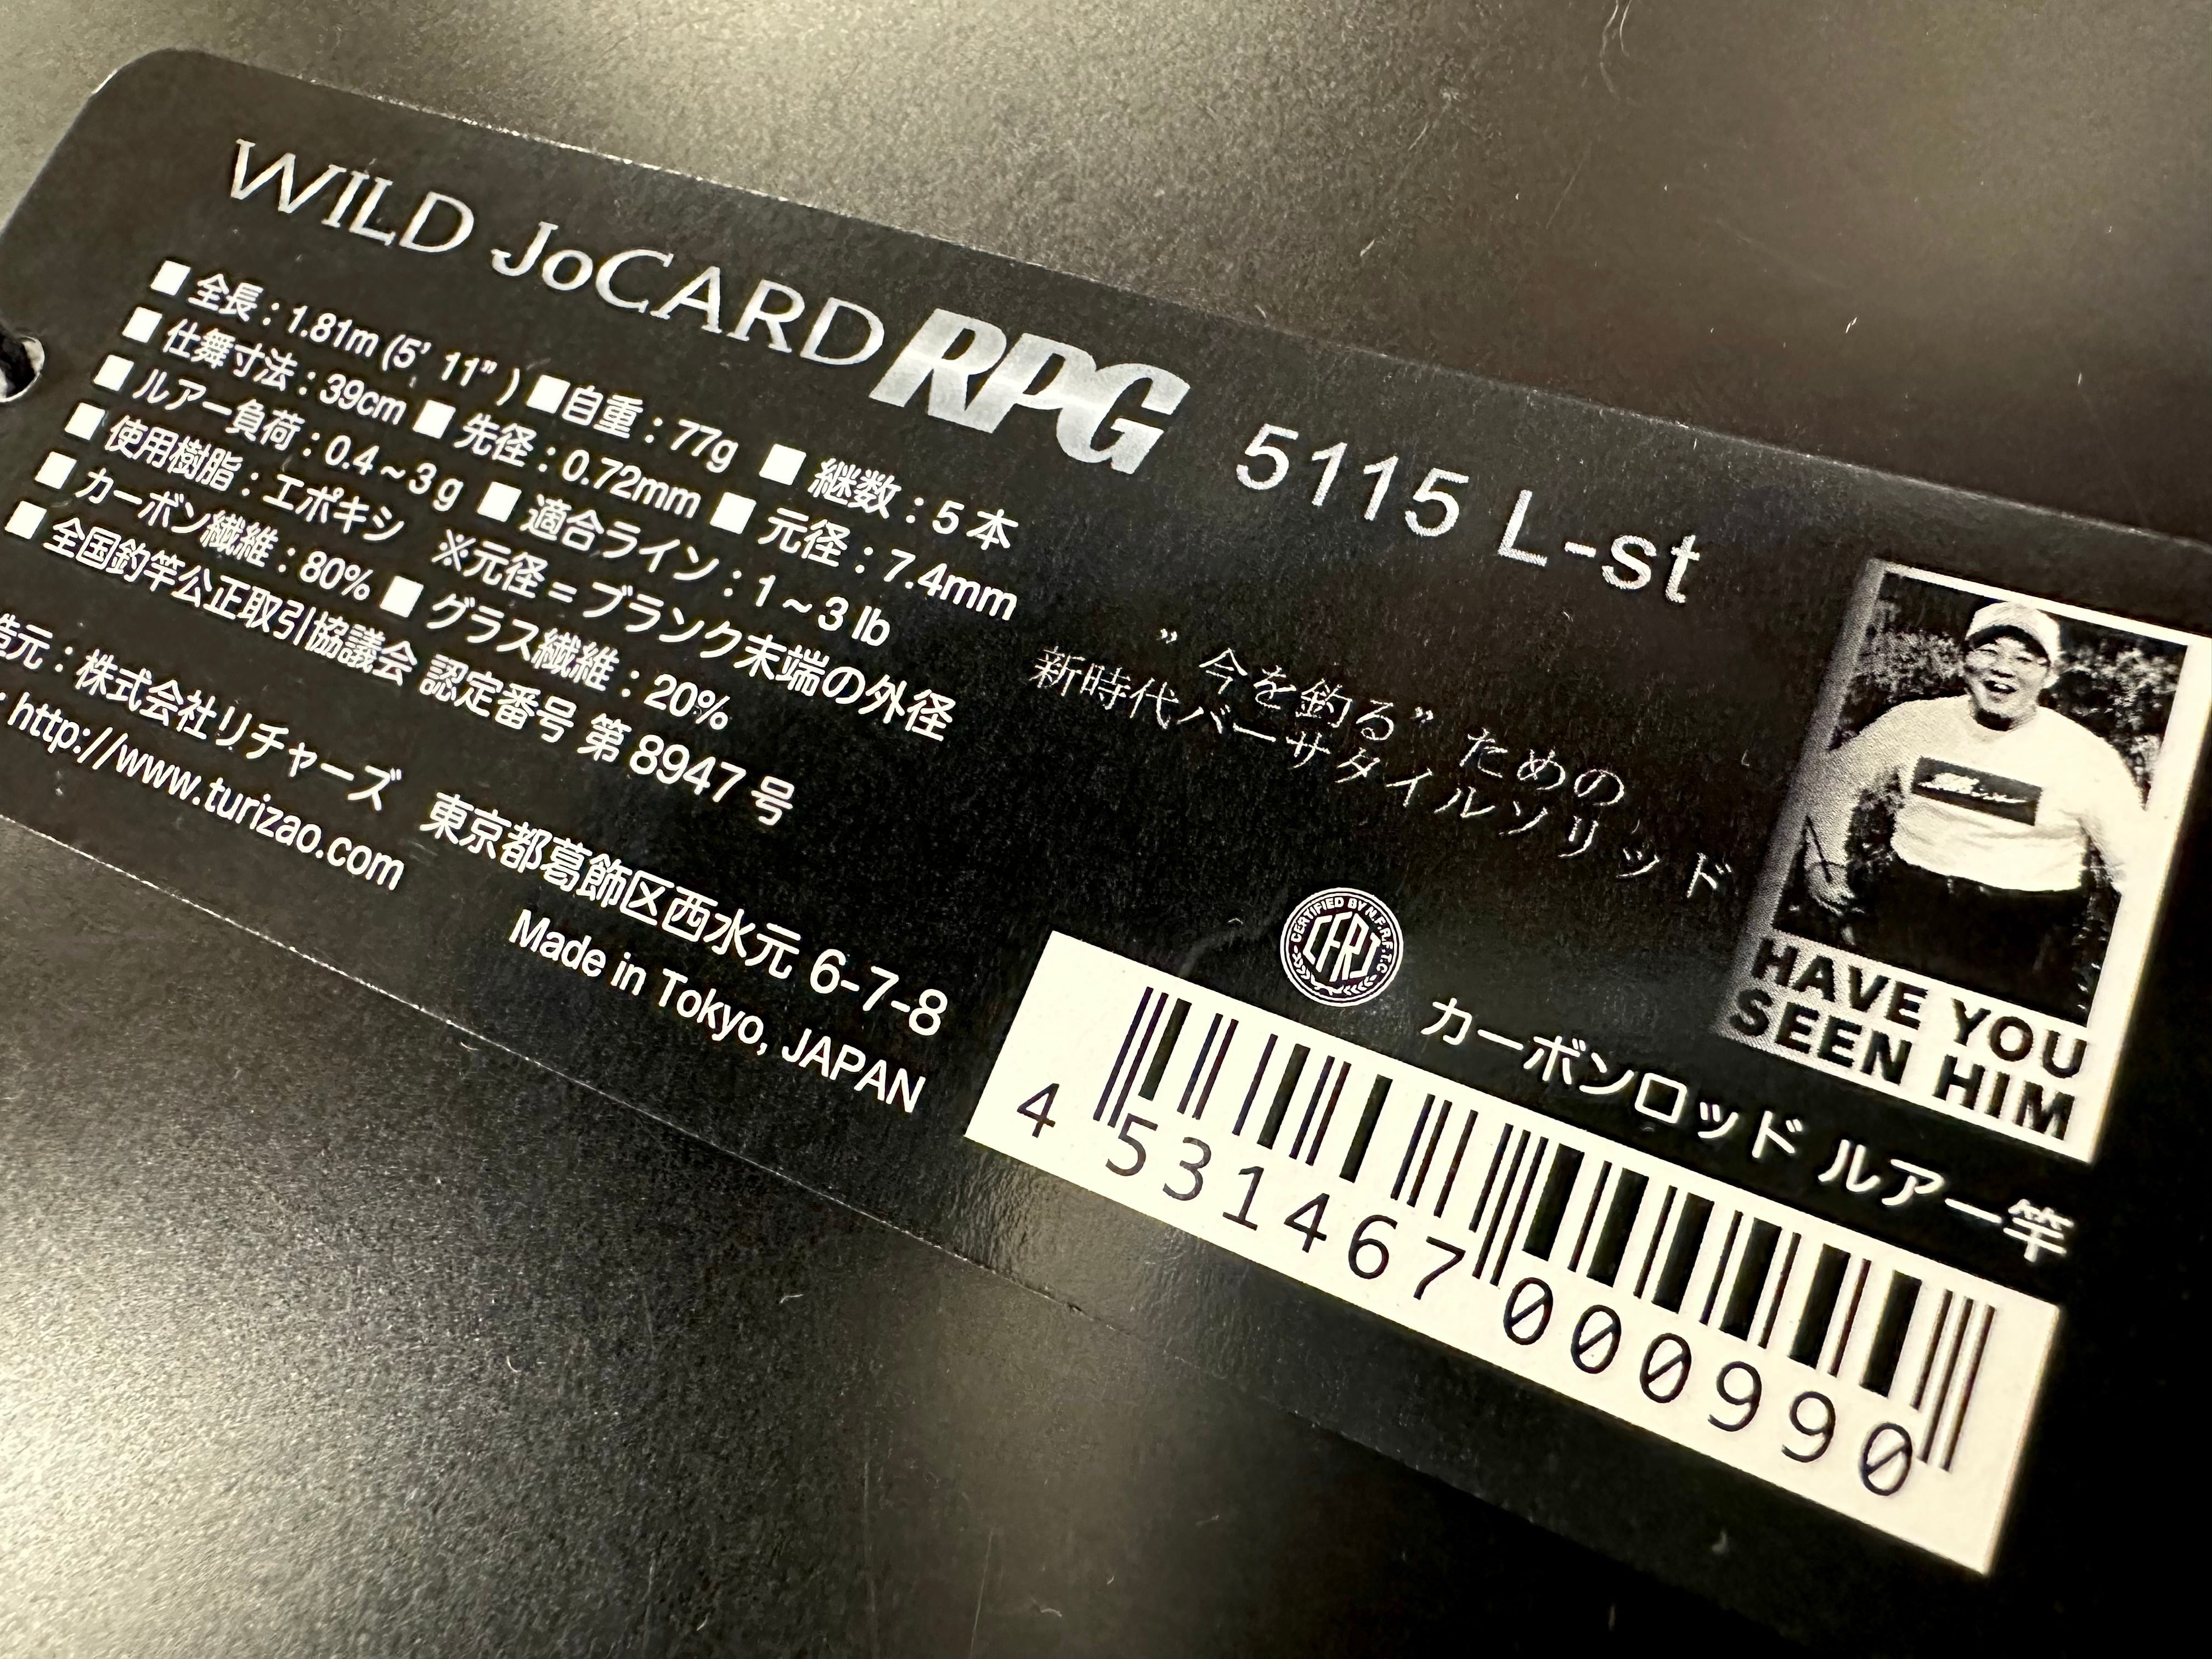 WILD JoCARD RPG 5115 L-st
■ 全長：1.81m (5' 11" ) ■自重：77g ■ 継数：5 本
■ 仕舞寸法：39cm ■ 先径：0.72mm ■ 元径：7.4mm
■ ルアー負荷：0.4～3 g ■ 適合ライン：1～3 lb
■ 使用樹脂：エポキシ ※元径＝ブランク末端の外径
■ カーボン繊維：80% ■ グラス繊維：20%
■ 全国釣竿公正取引協議会 認定番号 第 8947 号
造元：株式会社リチャーズ 東京都葛飾区西水元 6-7-8
: http://www.turizao.com Made in Tokyo, JAPAN
" 今を釣る" ための
新時代バーサタイルソリッド
CERTIFIED BY N.F.R.F.T.C
カーボンロッド ルアー竿
HAVE YOU
SEEN HIM
4 531467 000990